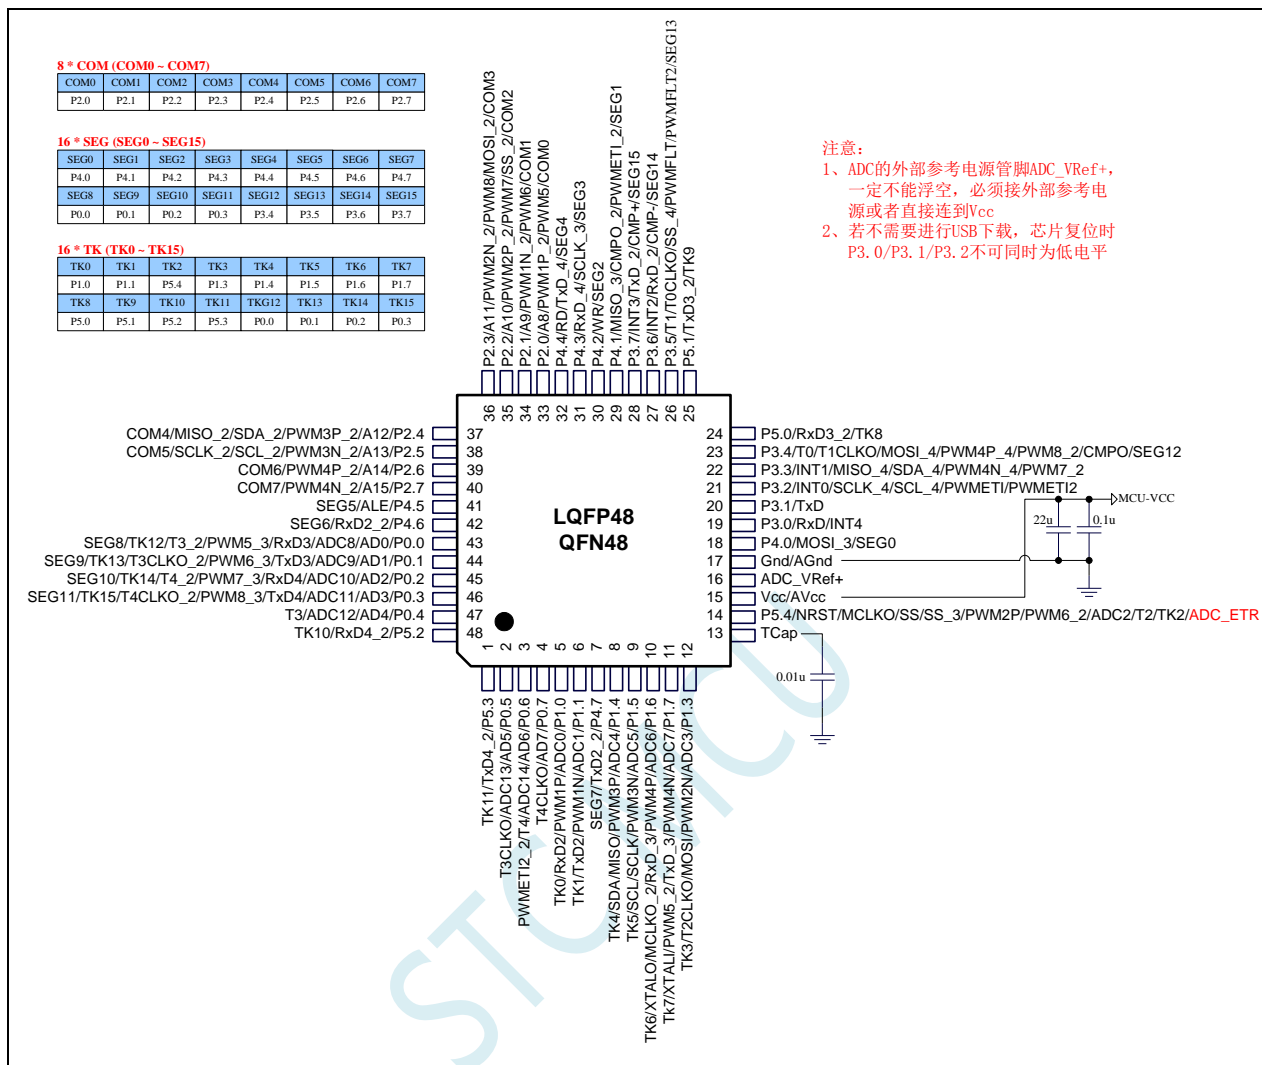 8 * COM (COM0 ~ COM7)
COM0 COM1 COM2 COM3 COM4 COM5 COM6 COM7
P2.0 P2.1 P2.2 P2.3 P2.4 P2.5 P2.6 P2.7
16 * SEG (SEG0 ~ SEG15)
SEG0 SEG1 SEG2 SEG3 SEG4 SEG5 SEG6 SEG7
P4.0 P4.1 P4.2 P4.3 P4.4 P4.5 P4.6 P4.7
SEG8 SEG9 SEG10 SEG11 SEG12 SEG13 SEG14 SEG15
P0.0 P0.1 P0.2 P0.3 P3.4 P3.5 P3.6 P3.7
16 * TK (TK0 ~ TK15)
TK0 TK1 TK2 TK3 TK4 TK5 TK6 TK7
P1.0 P1.1 P5.4 P1.3 P1.4 P1.5 P1.6 P1.7
TK8 TK9 TK10 TK11 TKG12 TK13 TK14 TK15
P5.0 P5.1 P5.2 P5.3 P0.0 P0.1 P0.2 P0.3
注意：
1、ADC的外部参考电源管脚ADC_VRef+，
一定不能浮空，必须接外部参考电
源或者直接连到Vcc
2、若不需要进行USB下载，芯片复位时
P3.0/P3.1/P3.2不可同时为低电平
P2.3/A11/PWM2N_2/PWM8/MOSI_2/COM3
P2.2/A10/PWM2P_2/PWM7/SS_2/COM2
P2.1/A9/PWM1N_2/PWM6/COM1
P2.0/A8/PWM1P_2/PWM5/COM0
P4.4/RD/TxD_4/SEG4
P4.3/RxD_4/SCLK_3/SEG3
P4.2/WR/SEG2
P4.1/MISO_3/CMPO_2/PWMETI_2/SEG1
P3.7/INT3/TxD_2/CMP+/SEG15
P3.6/INT2/RxD_2/CMP-/SEG14
P3.5/T1/T0CLKO/SS_4/PWMFLT/PWMFLT2/SEG13
P5.1/TxD3_2/TK9
36 35 34 33 32 31 30 29 28 27 26 25
COM4/MISO_2/SDA_2/PWM3P_2/A12/P2.4 37
COM5/SCLK_2/SCL_2/PWM3N_2/A13/P2.5 38
COM6/PWM4P_2/A14/P2.6 39
COM7/PWM4N_2/A15/P2.7 40
SEG5/ALE/P4.5 41
SEG6/RxD2_2/P4.6 42
SEG8/TK12/T3_2/PWM5_3/RxD3/ADC8/AD0/P0.0 43
SEG9/TK13/T3CLKO_2/PWM6_3/TxD3/ADC9/AD1/P0.1 44
SEG10/TK14/T4_2/PWM7_3/RxD4/ADC10/AD2/P0.2 45
SEG11/TK15/T4CLKO_2/PWM8_3/TxD4/ADC11/AD3/P0.3 46
T3/ADC12/AD4/P0.4 47
TK10/RxD4_2/P5.2 48
LQFP48
QFN48
24 P5.0/RxD3_2/TK8
23 P3.4/T0/T1CLKO/MOSI_4/PWM4P_4/PWM8_2/CMPO/SEG12
22 P3.3/INT1/MISO_4/SDA_4/PWM4N_4/PWM7_2
21 P3.2/INT0/SCLK_4/SCL_4/PWMETI/PWMETI2
20 P3.1/TxD
19 P3.0/RxD/INT4
18 P4.0/MOSI_3/SEG0
17 Gnd/AGnd
16 ADC_VRef+
15 Vcc/AVcc
14 P5.4/NRST/MCLKO/SS/SS_3/PWM2P/PWM6_2/ADC2/T2/TK2/ADC_ETR
13 TCap
MCU-VCC
22u 0.1u
0.01u
1 2 3 4 5 6 7 8 9 10 11 12
TK11/TxD4_2/P5.3
T3CLKO/ADC13/AD5/P0.5
PWMETI2_2/T4/ADC14/AD6/P0.6
T4CLKO/AD7/P0.7
TK0/RxD2/PWM1P/ADC0/P1.0
TK1/TxD2/PWM1N/ADC1/P1.1
SEG7/TxD2_2/P4.7
TK4/SDA/MISO/PWM3P/ADC4/P1.4
TK5/SCL/SCLK/PWM3N/ADC5/P1.5
TK6/XTALO/MCLKO_2/RxD_3/PWM4P/ADC6/P1.6
Tk7/XTALI/PWM5_2/TxD_3/PWM4N/ADC7/P1.7
TK3/T2CLKO/MOSI/PWM2N/ADC3/P1.3
STCMCU